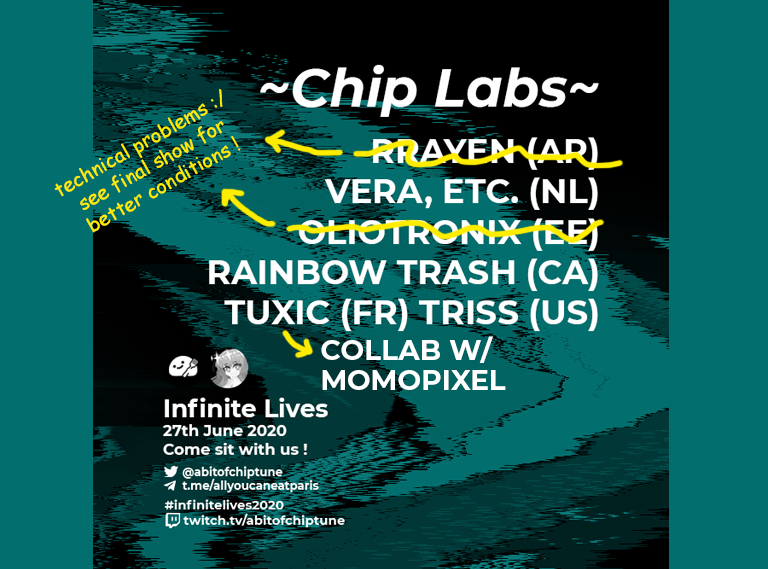 ~Chip Labs~
technical problems :/
see final show for
better conditions !
RRAYEN (AR)
VERA, ETC. (NL)
OLIOTRONIX (EE)
RAINBOW TRASH (CA)
TUXIC (FR) TRISS (US)
COLLAB W/
MOMOPIXEL
Infinite Lives
27th June 2020
Come sit with us !
@abitofchiptune
t.me/allyoucaneatparis
#infinitelives2020
twitch.tv/abitofchiptune